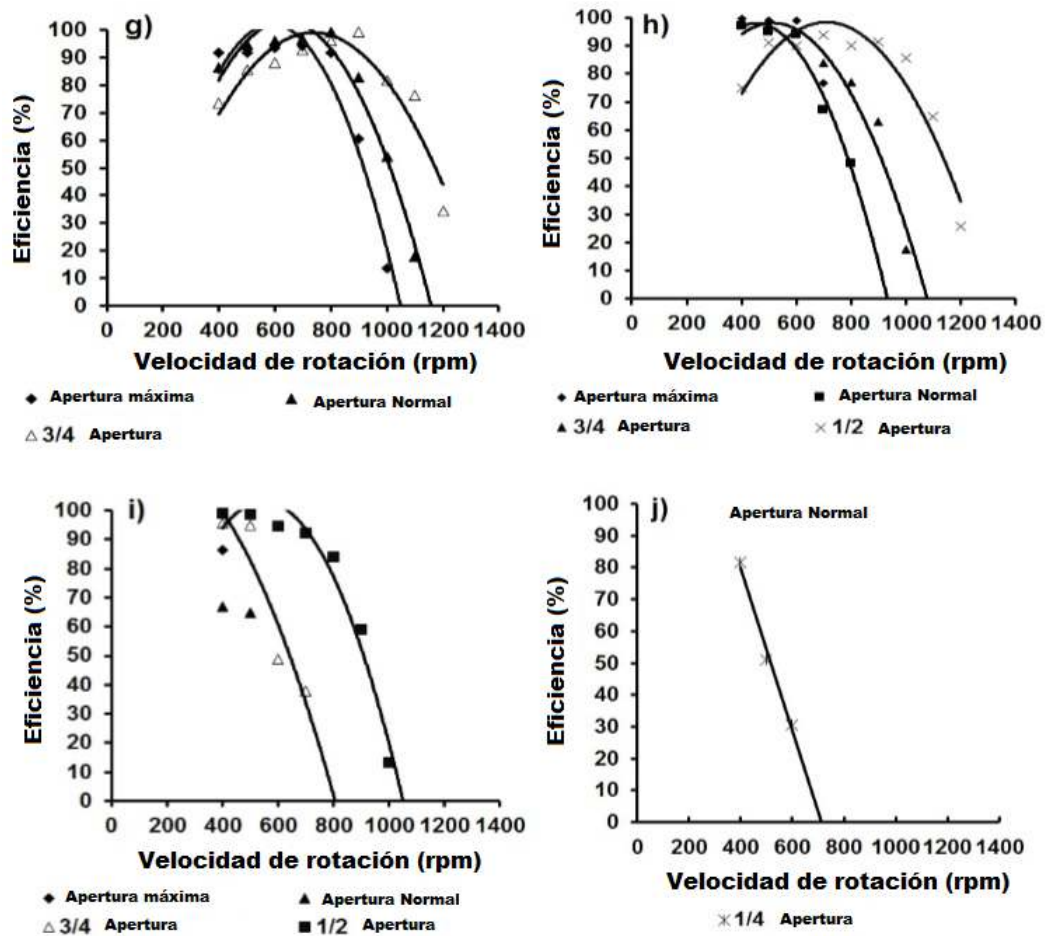 g)
Eficiencia (%)
100
90
80
70
60
50
40
30
20
10
0
0 200 400 600 800 1000 1200 1400
Velocidad de rotación (rpm)
Apertura máxima
Apertura Normal
3/4 Apertura
h)
Eficiencia (%)
100
90
80
70
60
50
40
30
20
10
0
0 200 400 600 800 1000 1200 1400
Velocidad de rotación (rpm)
Apertura máxima
Apertura Normal
3/4 Apertura
1/2 Apertura
i)
Eficiencia (%)
100
90
80
70
60
50
40
30
20
10
0
0 200 400 600 800 1000 1200 1400
Velocidad de rotación (rpm)
Apertura máxima
Apertura Normal
3/4 Apertura
1/2 Apertura
j)
Apertura Normal
Eficiencia (%)
100
90
80
70
60
50
40
30
20
10
0
0 200 400 600 800 1000 1200 1400
Velocidad de rotación (rpm)
1/4 Apertura